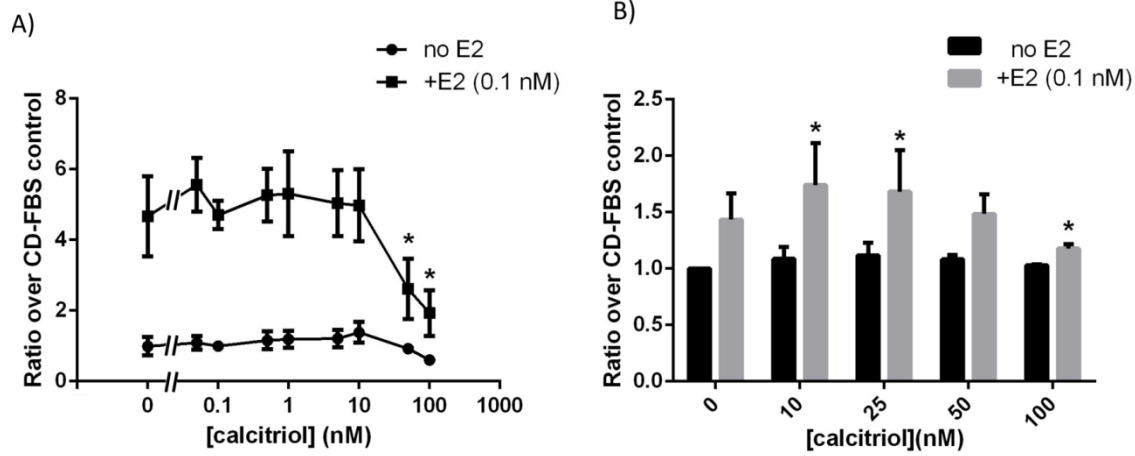 A)
no E2
+E2 (0.1 nM)
Ratio over CD-FBS control
8
6
4
2
0
0 0.1 1 10 100 1000
[calcitriol] (nM)
* *
B)
no E2
+E2 (0.1 nM)
Ratio over CD-FBS control
2.5
2.0
1.5
1.0
0.5
0.0
* * *
0 10 25 50 100
[calcitriol](nM)